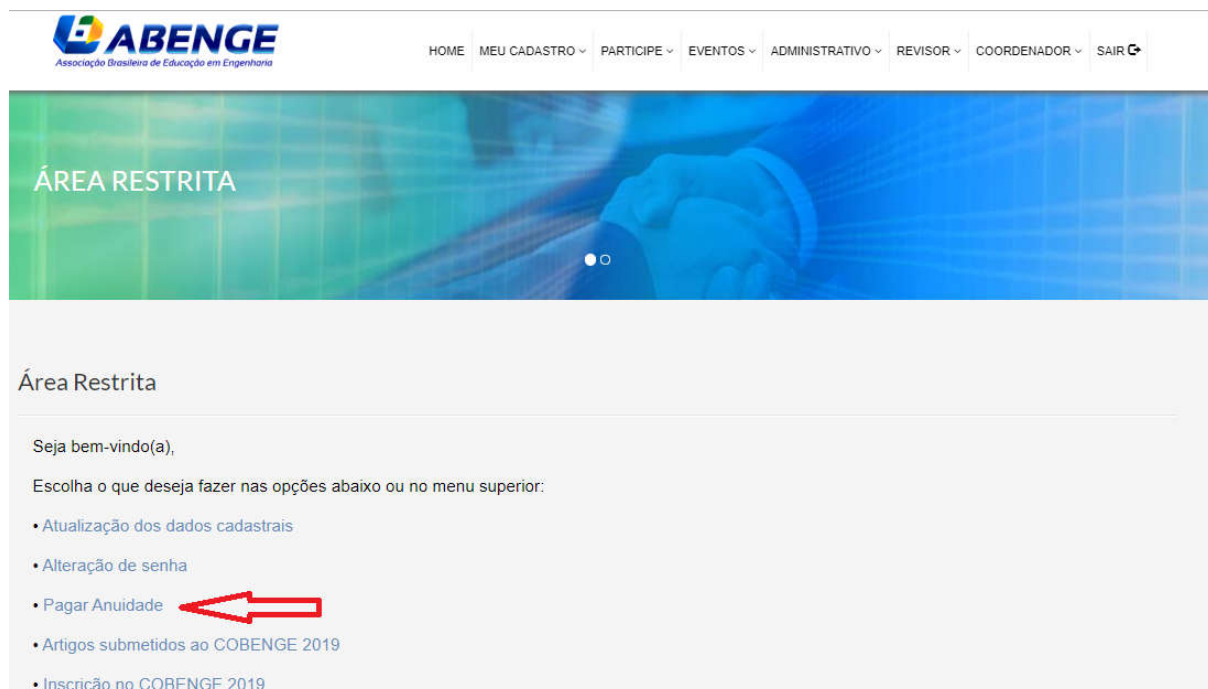 ABENGE
Associação Brasileira de Educação em Engenharia
HOME MEU CADASTRO PARTICIPE EVENTOS ADMINISTRATIVO REVISOR COORDENADOR SAIR
ÁREA RESTRITA
Área Restrita
Seja bem-vindo(a),
Escolha o que deseja fazer nas opções abaixo ou no menu superior:
• Atualização dos dados cadastrais
• Alteração de senha
• Pagar Anuidade
• Artigos submetidos ao COBENGE 2019
• Inscrição no COBENGE 2019